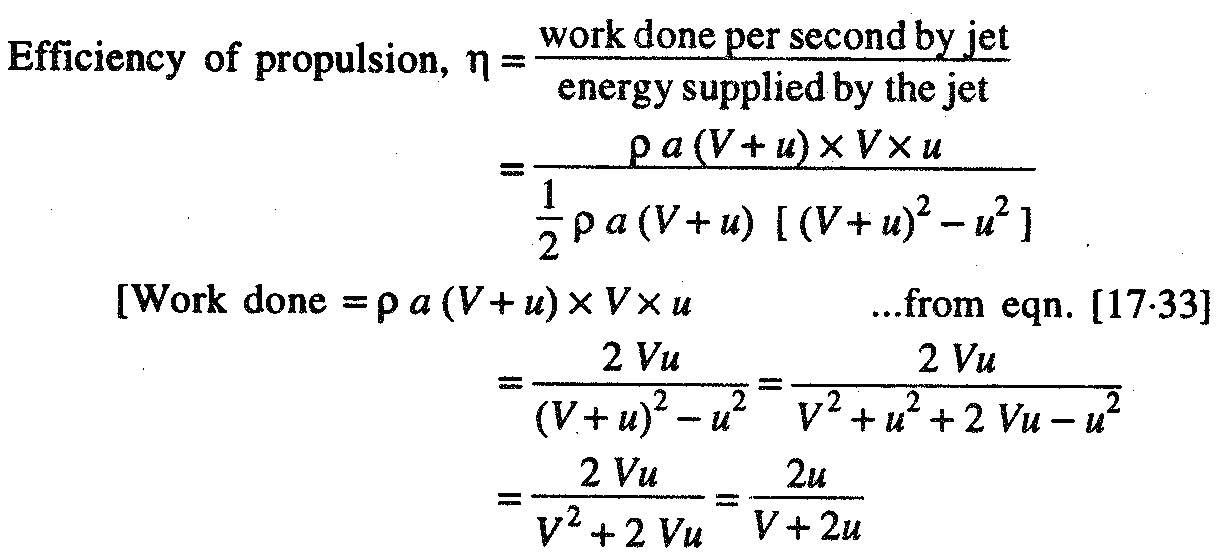 Efficiency of propulsion, η = work done per second by jet / energy supplied by the jet
= ρ a (V + u) × V × u / 1/2 ρ a (V + u) [ (V + u)² – u² ]
[Work done = ρ a (V + u) × V × u ...from eqn. [17·33]
= 2 Vu / (V + u)² – u² = 2 Vu / V² + u² + 2 Vu – u²
= 2 Vu / V² + 2 Vu = 2u / V + 2u